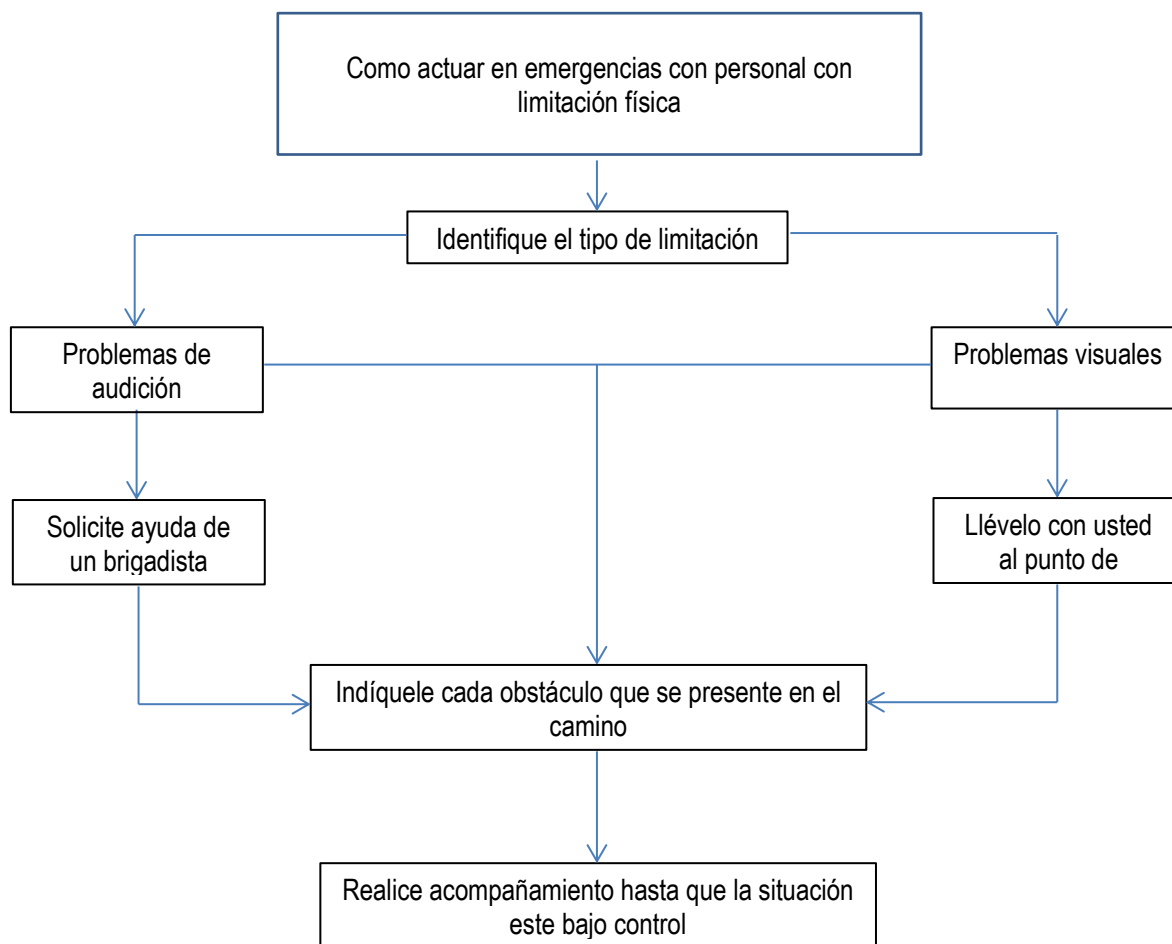 Como actuar en emergencias con personal con
limitación física
Identifique el tipo de limitación
Problemas de
audición
Problemas visuales
Solicite ayuda de
un brigadista
Llévelo con usted
al punto de
Indíquele cada obstáculo que se presente en el
camino
Realice acompañamiento hasta que la situación
este bajo control